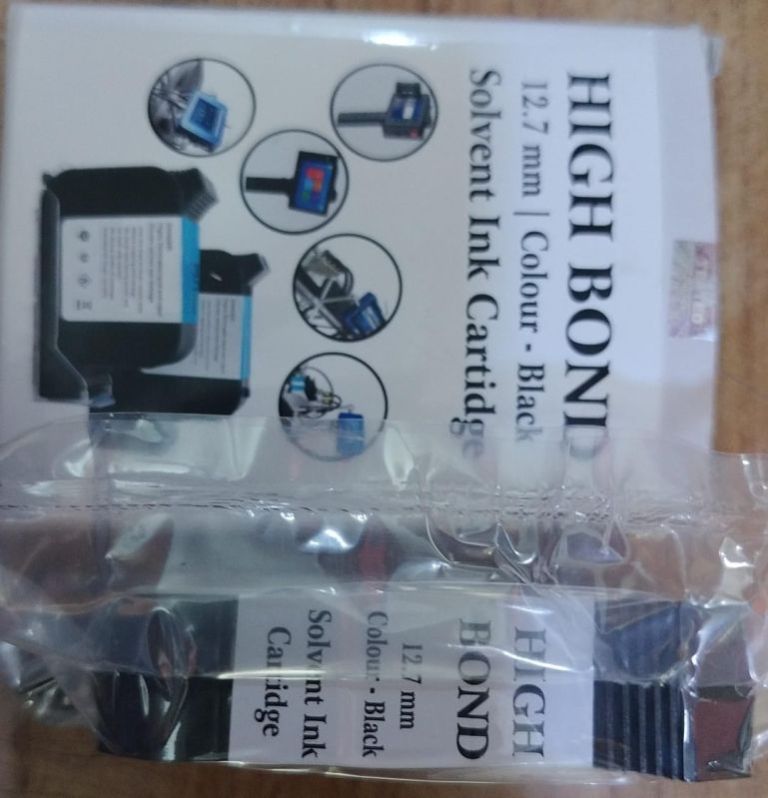 HIGH BOND
12.7 mm | Colour - Black
Solvent Ink Cartidge
HIGH
BOND
12.7 mm
Colour - Black
Solvent Ink
Cartidge